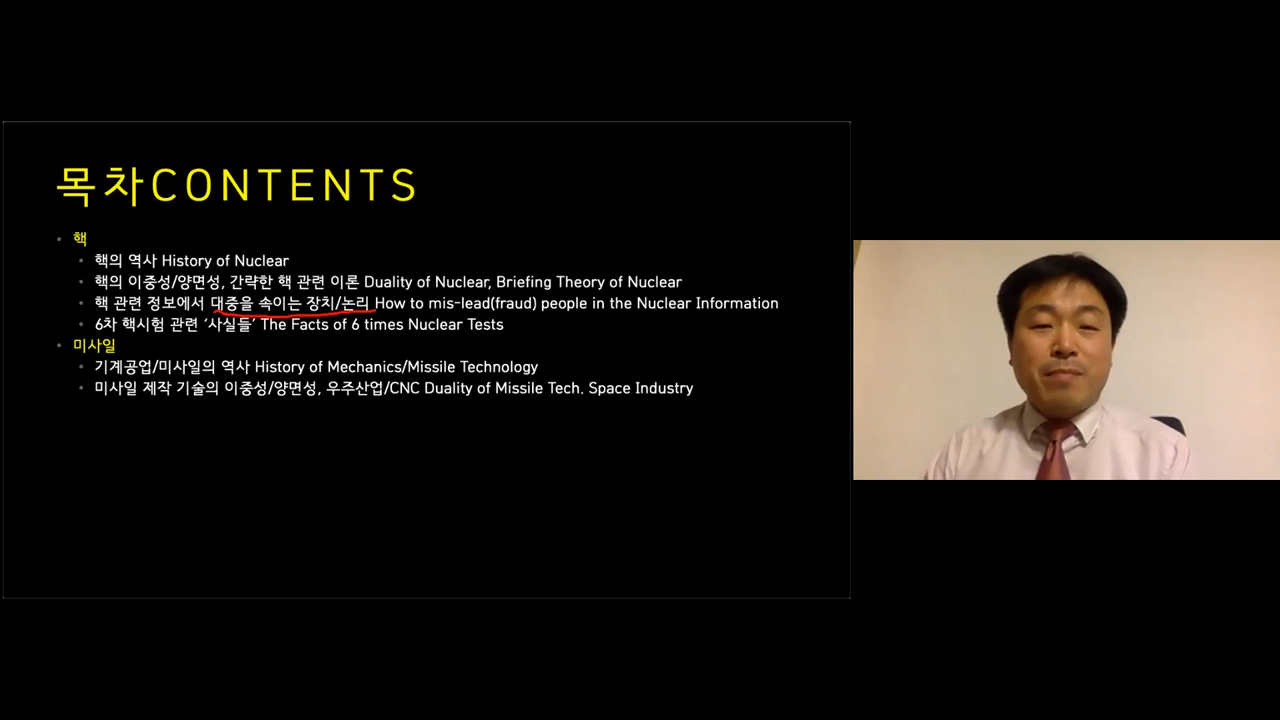 목차CONTENTS
핵
핵의 역사 History of Nuclear
핵의 이중성/양면성, 간략한 핵 관련 이론 Duality of Nuclear, Briefing Theory of Nuclear
핵 관련 정보에서 대중을 속이는 장치/논리 How to mis-lead(fraud) people in the Nuclear Information
6차 핵시험 관련 ‘사실들’ The Facts of 6 times Nuclear Tests
미사일
기계공업/미사일의 역사 History of Mechanics/Missile Technology
미사일 제작 기술의 이중성/양면성, 우주산업/CNC Duality of Missile Tech. Space Industry